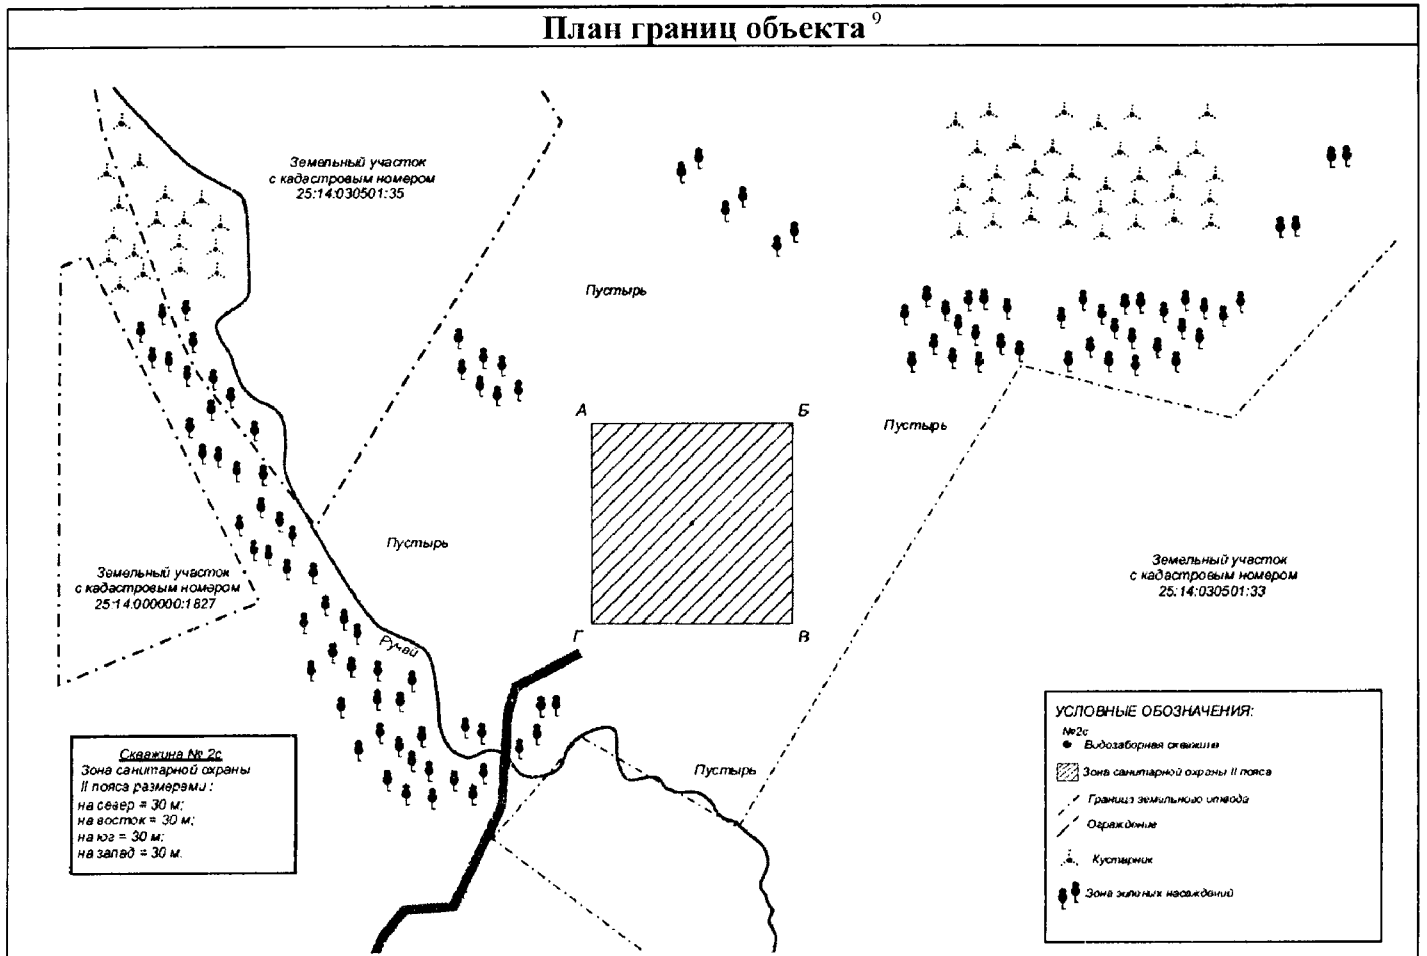 План границ объекта 9
Земельный участок
с кадастровым номером
25:14:030501:35
Пустырь
А
Б
Пустырь
Пустырь
Земельный участок
с кадастровым номером
25:14:000000:1827
Земельный участок
с кадастровым номером
25:14:030501:33
Г
В
Ручей
Пустырь
Скважина № 2с
Зона санитарной охраны
II пояса размерами:
на север = 30 м;
на восток = 30 м;
на юг = 30 м;
на запад = 30 м.
УСЛОВНЫЕ ОБОЗНАЧЕНИЯ:
№2с
Водозаборная скважина
Зона санитарной охраны II пояса
Граница земельного отвода
Ограждение
Кустарник
Зона зеленых насаждений